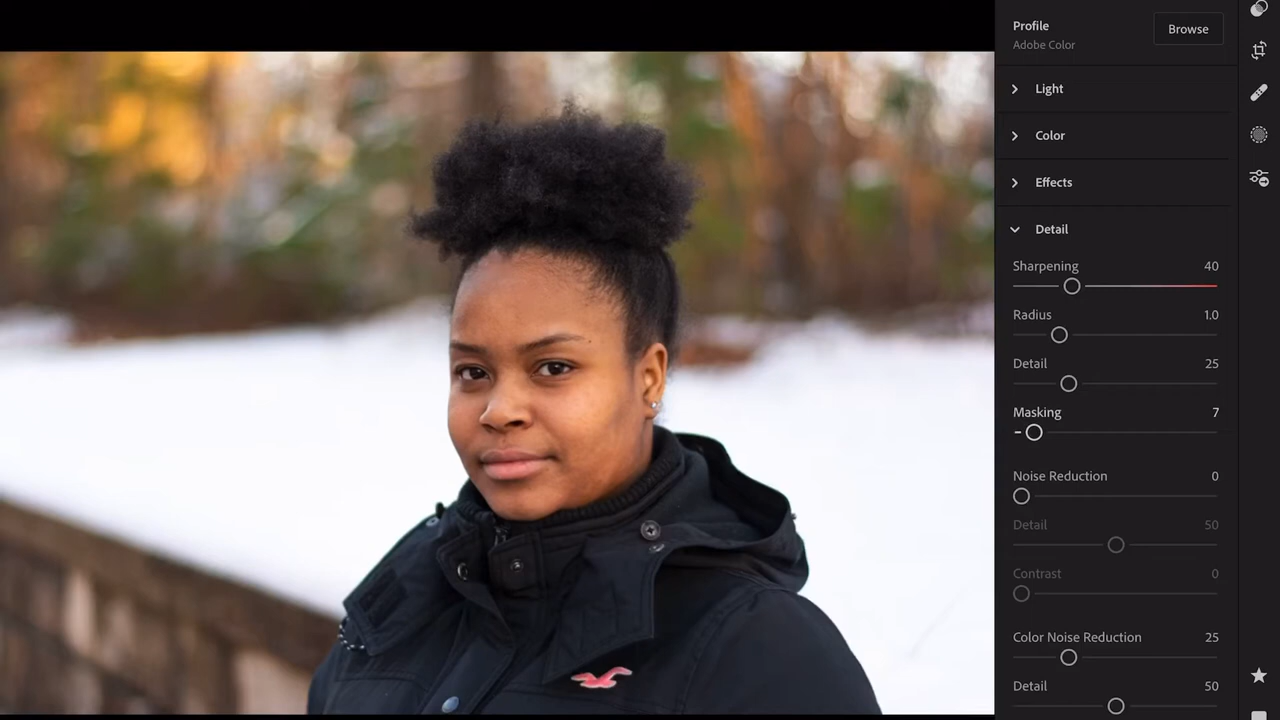 Profile
Adobe Color
Browse
Light
Color
Effects
Detail
Sharpening 40
Radius 1.0
Detail 25
Masking 7
Noise Reduction 0
Detail 50
Contrast 0
Color Noise Reduction 25
Detail 50